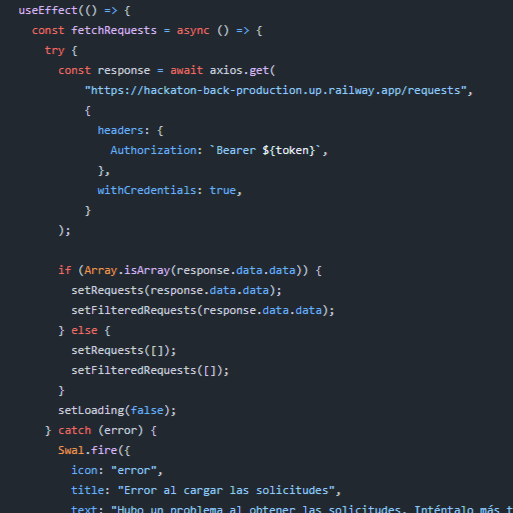 useEffect(() => {
const fetchRequests = async () => {
try {
const response = await axios.get(
"https://hackaton-back-production.up.railway.app/requests",
{
headers: {
Authorization: `Bearer ${token}`,
},
withCredentials: true,
}
);
if (Array.isArray(response.data.data)) {
setRequests(response.data.data);
setFilteredRequests(response.data.data);
} else {
setRequests([]);
setFilteredRequests([]);
}
setLoading(false);
} catch (error) {
Swal.fire({
icon: "error",
title: "Error al cargar las solicitudes",
text: "Hubo un problema al obtener las solicitudes. Inténtalo más t